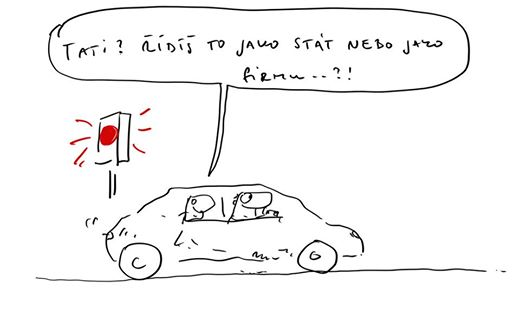 TATI? ŘÍDÍŠ TO JAKO STÁT NEBO JAKO
FIRMU...?!